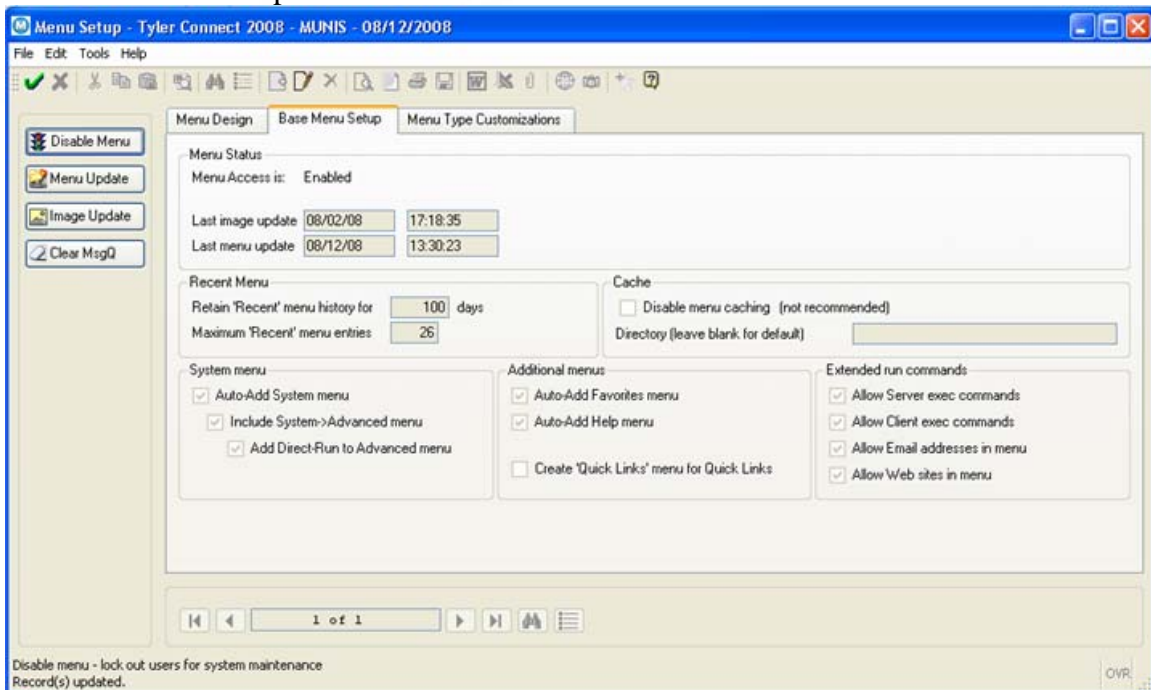 Menu Setup - Tyler Connect 2008 - MUNIS - 08/12/2008
File Edit Tools Help
Menu Design Base Menu Setup Menu Type Customizations
Disable Menu
Menu Update
Image Update
Clear MsgQ
Menu Status
Menu Access is: Enabled
Last image update 08/02/08 17:18:35
Last menu update 08/12/08 13:30:23
Recent Menu
Retain 'Recent' menu history for 100 days
Maximum 'Recent' menu entries 26
Cache
Disable menu caching (not recommended)
Directory (leave blank for default)
System menu
Auto-Add System menu
Include System->Advanced menu
Add Direct-Run to Advanced menu
Additional menus
Auto-Add Favorites menu
Auto-Add Help menu
Create 'Quick Links' menu for Quick Links
Extended run commands
Allow Server exec commands
Allow Client exec commands
Allow Email addresses in menu
Allow Web sites in menu
1 of 1
Disable menu - lock out users for system maintenance
Record(s) updated.
OVR